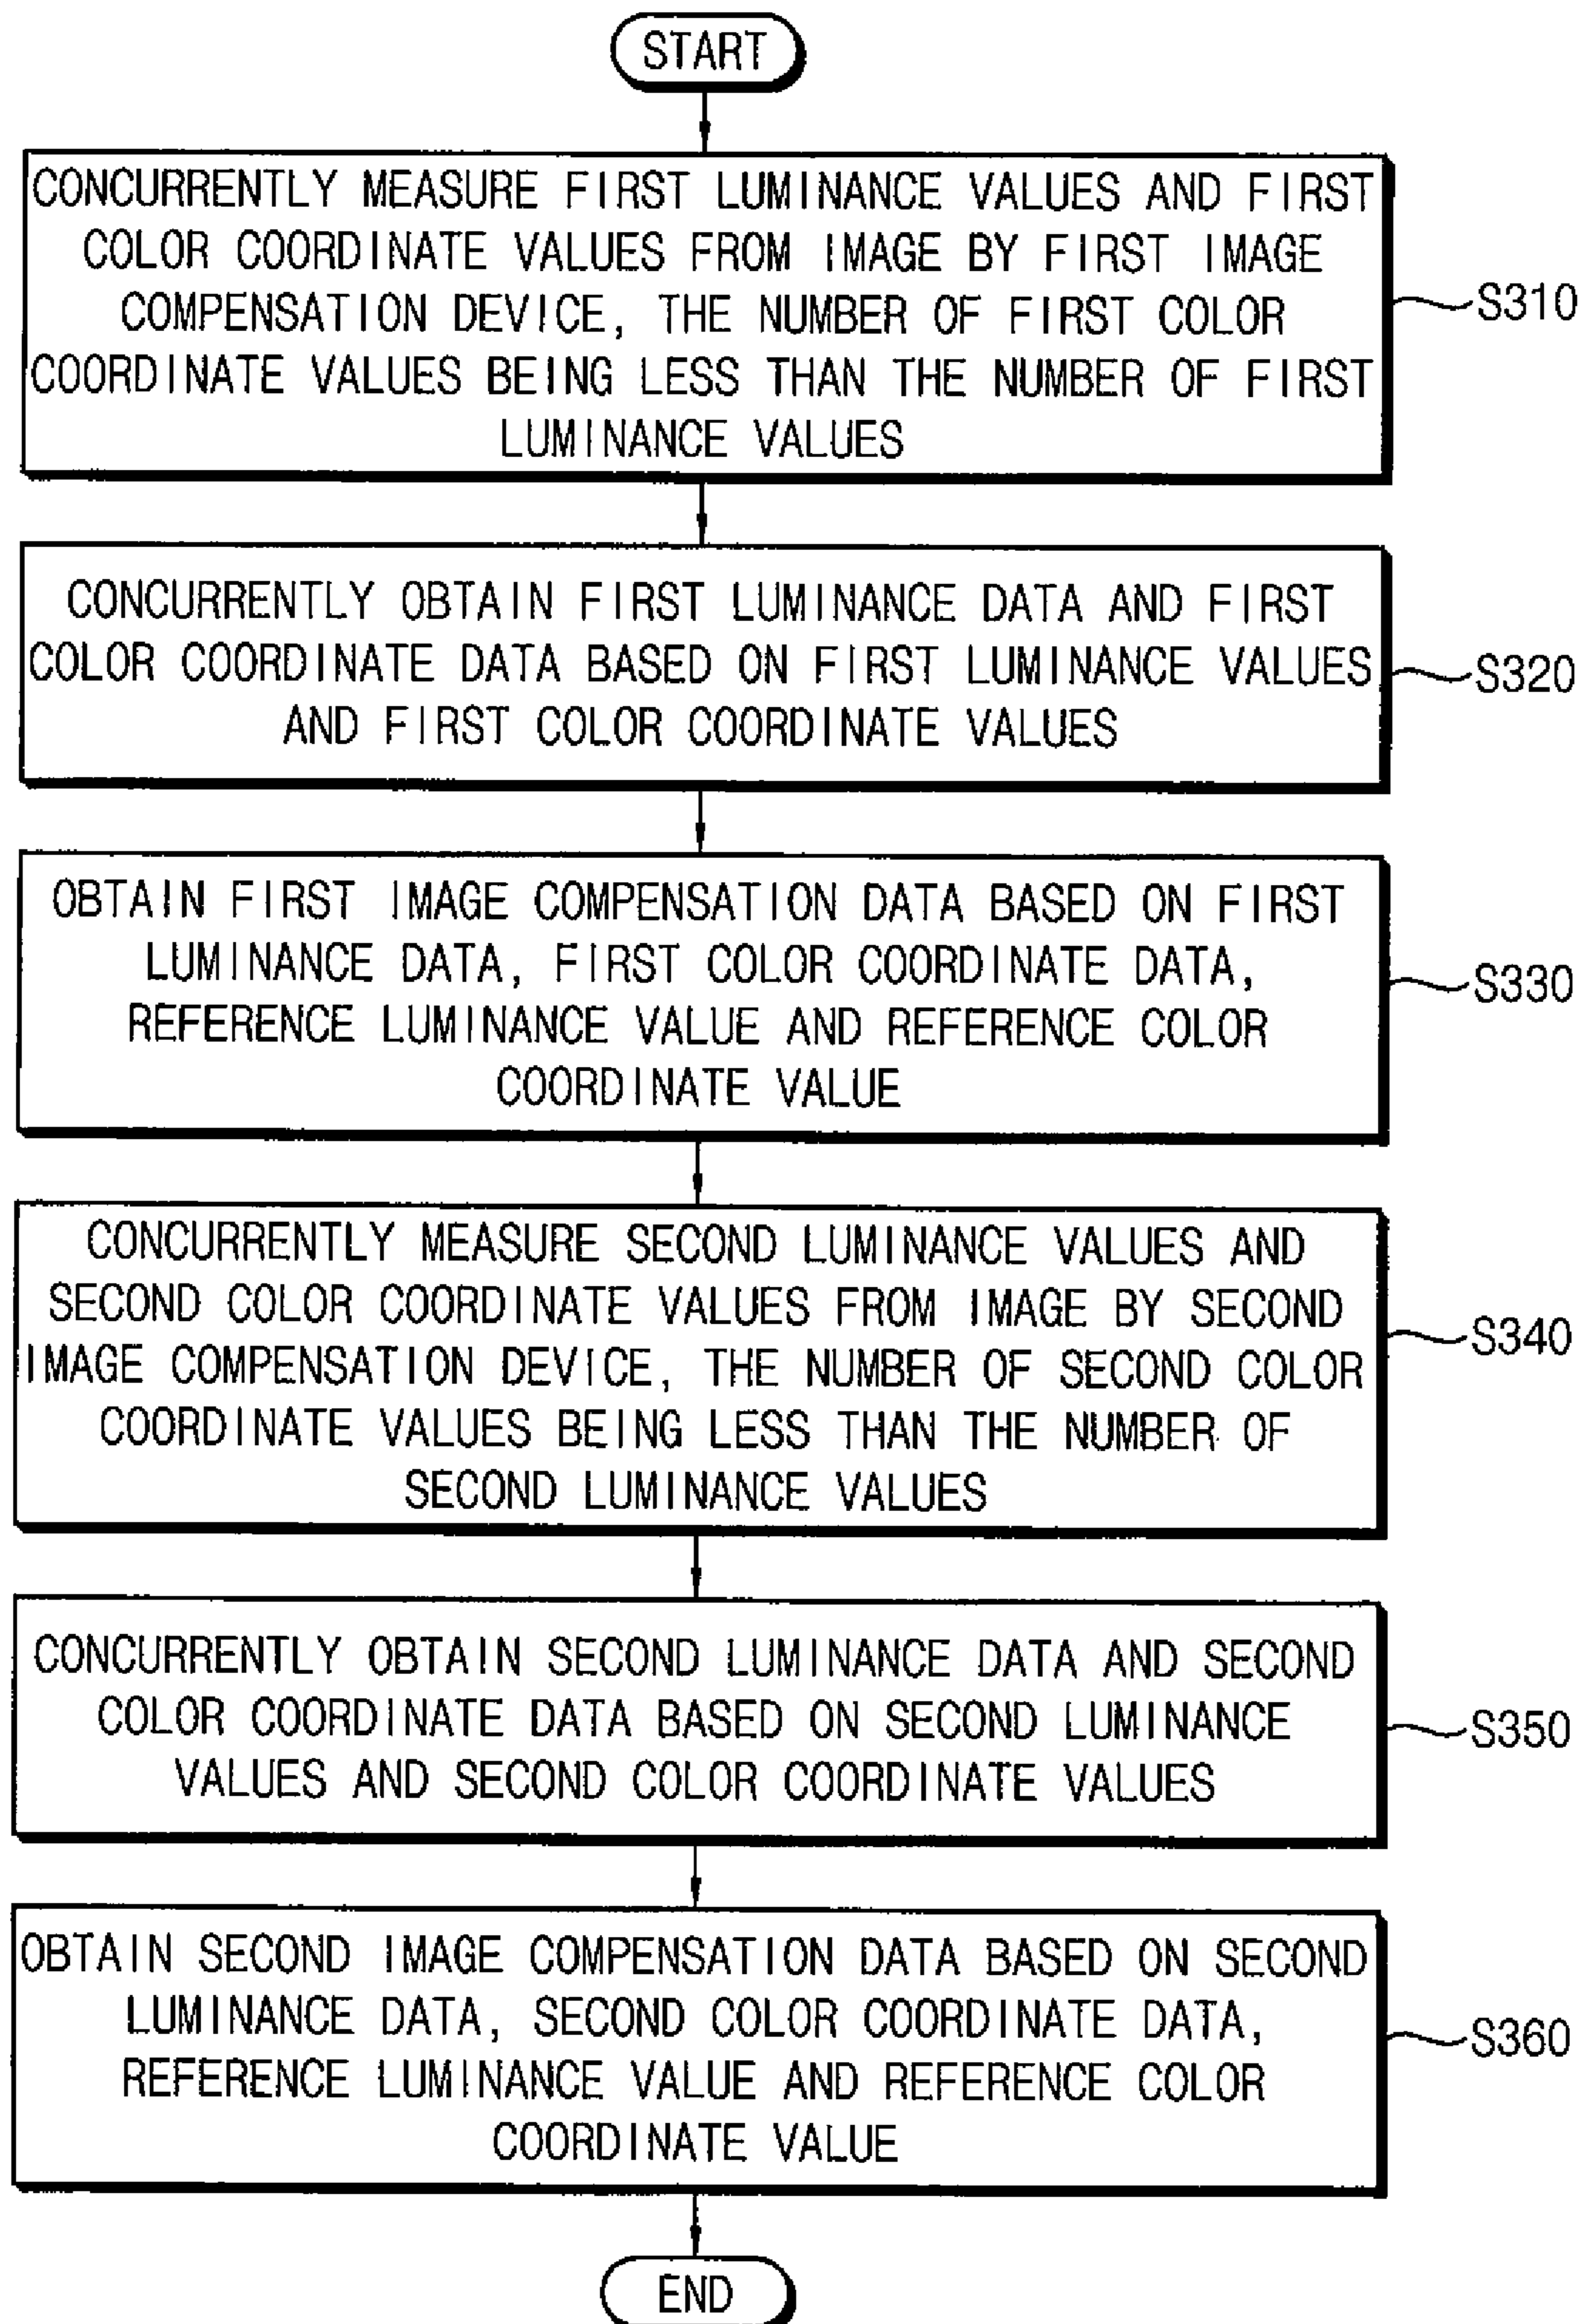 START
CONCURRENTLY MEASURE FIRST LUMINANCE VALUES AND FIRST
COLOR COORDINATE VALUES FROM IMAGE BY FIRST IMAGE
COMPENSATION DEVICE, THE NUMBER OF FIRST COLOR
COORDINATE VALUES BEING LESS THAN THE NUMBER OF FIRST
LUMINANCE VALUES
S310
CONCURRENTLY OBTAIN FIRST LUMINANCE DATA AND FIRST
COLOR COORDINATE DATA BASED ON FIRST LUMINANCE VALUES
AND FIRST COLOR COORDINATE VALUES
S320
OBTAIN FIRST IMAGE COMPENSATION DATA BASED ON FIRST
LUMINANCE DATA, FIRST COLOR COORDINATE DATA,
REFERENCE LUMINANCE VALUE AND REFERENCE COLOR
COORDINATE VALUE
S330
CONCURRENTLY MEASURE SECOND LUMINANCE VALUES AND
SECOND COLOR COORDINATE VALUES FROM IMAGE BY SECOND
IMAGE COMPENSATION DEVICE, THE NUMBER OF SECOND COLOR
COORDINATE VALUES BEING LESS THAN THE NUMBER OF
SECOND LUMINANCE VALUES
S340
CONCURRENTLY OBTAIN SECOND LUMINANCE DATA AND SECOND
COLOR COORDINATE DATA BASED ON SECOND LUMINANCE
VALUES AND SECOND COLOR COORDINATE VALUES
S350
OBTAIN SECOND IMAGE COMPENSATION DATA BASED ON SECOND
LUMINANCE DATA, SECOND COLOR COORDINATE DATA,
REFERENCE LUMINANCE VALUE AND REFERENCE COLOR
COORDINATE VALUE
S360
END